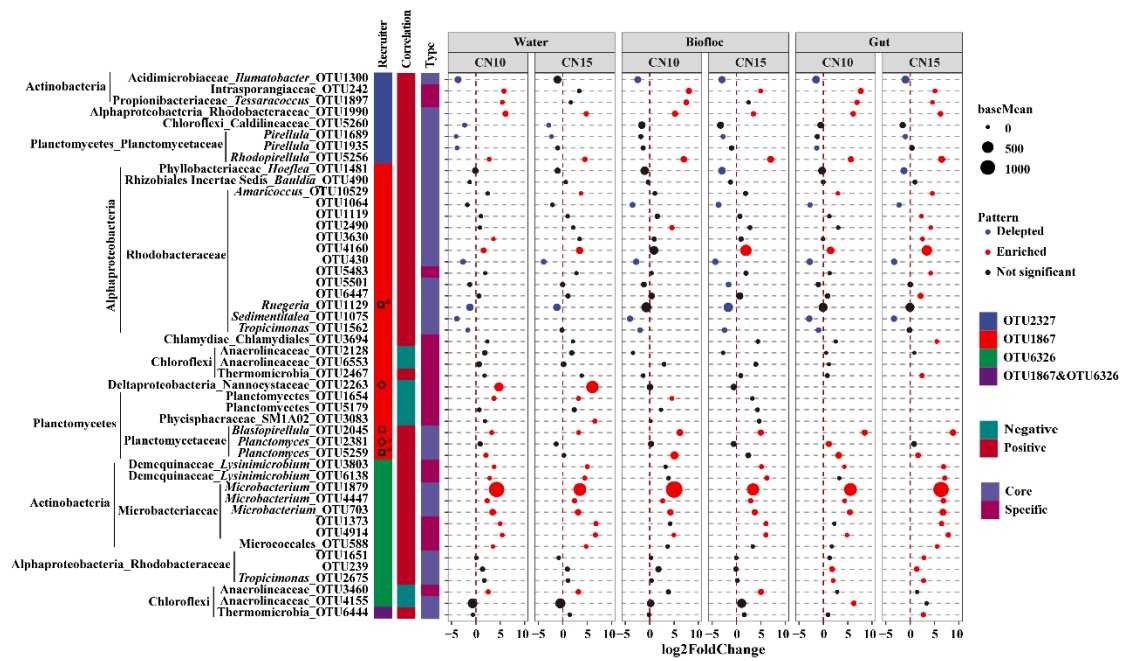 Recruiter
Correlation
Type
Water
Biofloc
Gut
CN10
CN15
CN10
CN15
CN10
CN15
Actinobacteria
Acidimicrobiaceae_Ilumatobacter_OTU1300
Intrasporangiaceae_OTU242
Propionibacteriaceae_Tessaracoccus_OTU1897
Alphaproteobacteria_Rhodobacteraceae_OTU1990
Chloroflexi_Caldilineaceae_OTU5260
Planctomycetes_Planctomycetaceae
Pirellula_OTU1689
Pirellula_OTU1935
Rhodopirellula_OTU5256
Alphaproteobacteria
Phyllobacteriaceae_Hoeflea_OTU1481
Rhizobiales Incertae Sedis_Bauldia_OTU490
Rhodobacteraceae
Amaricoccus_OTU10529
OTU1064
OTU1119
OTU2490
OTU3630
OTU4160
OTU430
OTU5483
OTU5501
OTU6447
Ruegeria_OTU1129
Sedimentitalea_OTU1075
Tropicimonas_OTU1562
Chlamydiae_Chlamydiales_OTU3694
Chloroflexi
Anaerolineaceae_OTU2128
Anaerolineaceae_OTU6553
Thermomicrobia_OTU2467
Deltaproteobacteria_Nannocystaceae_OTU2263
Planctomycetes
Planctomycetes_OTU1654
Planctomycetes_OTU5179
Phycisphaeraceae_SM1A02_OTU3083
Planctomycetaceae
Blastopirellula_OTU2045
Planctomyces_OTU2381
Planctomyces_OTU5259
Actinobacteria
Demequinaceae_Lysinimicrobium_OTU3803
Demequinaceae_Lysinimicrobium_OTU6138
Microbacteriaceae
Microbacterium_OTU1879
Microbacterium_OTU4447
Microbacterium_OTU703
OTU1373
OTU4914
Micrococcales_OTU588
Alphaproteobacteria_Rhodobacteraceae
OTU1651
OTU239
Tropicimonas_OTU2675
Chloroflexi
Anaerolineaceae_OTU3460
Anaerolineaceae_OTU4155
Thermomicrobia_OTU6444
−5 0 5 10
−5 0 5 10
−5 0 5 10
−5 0 5 10
−5 0 5 10
−5 0 5 10
log2FoldChange
baseMean
0
500
1000
Pattern
Delepted
Enriched
Not significant
OTU2327
OTU1867
OTU6326
OTU1867&OTU6326
Negative
Positive
Core
Specific